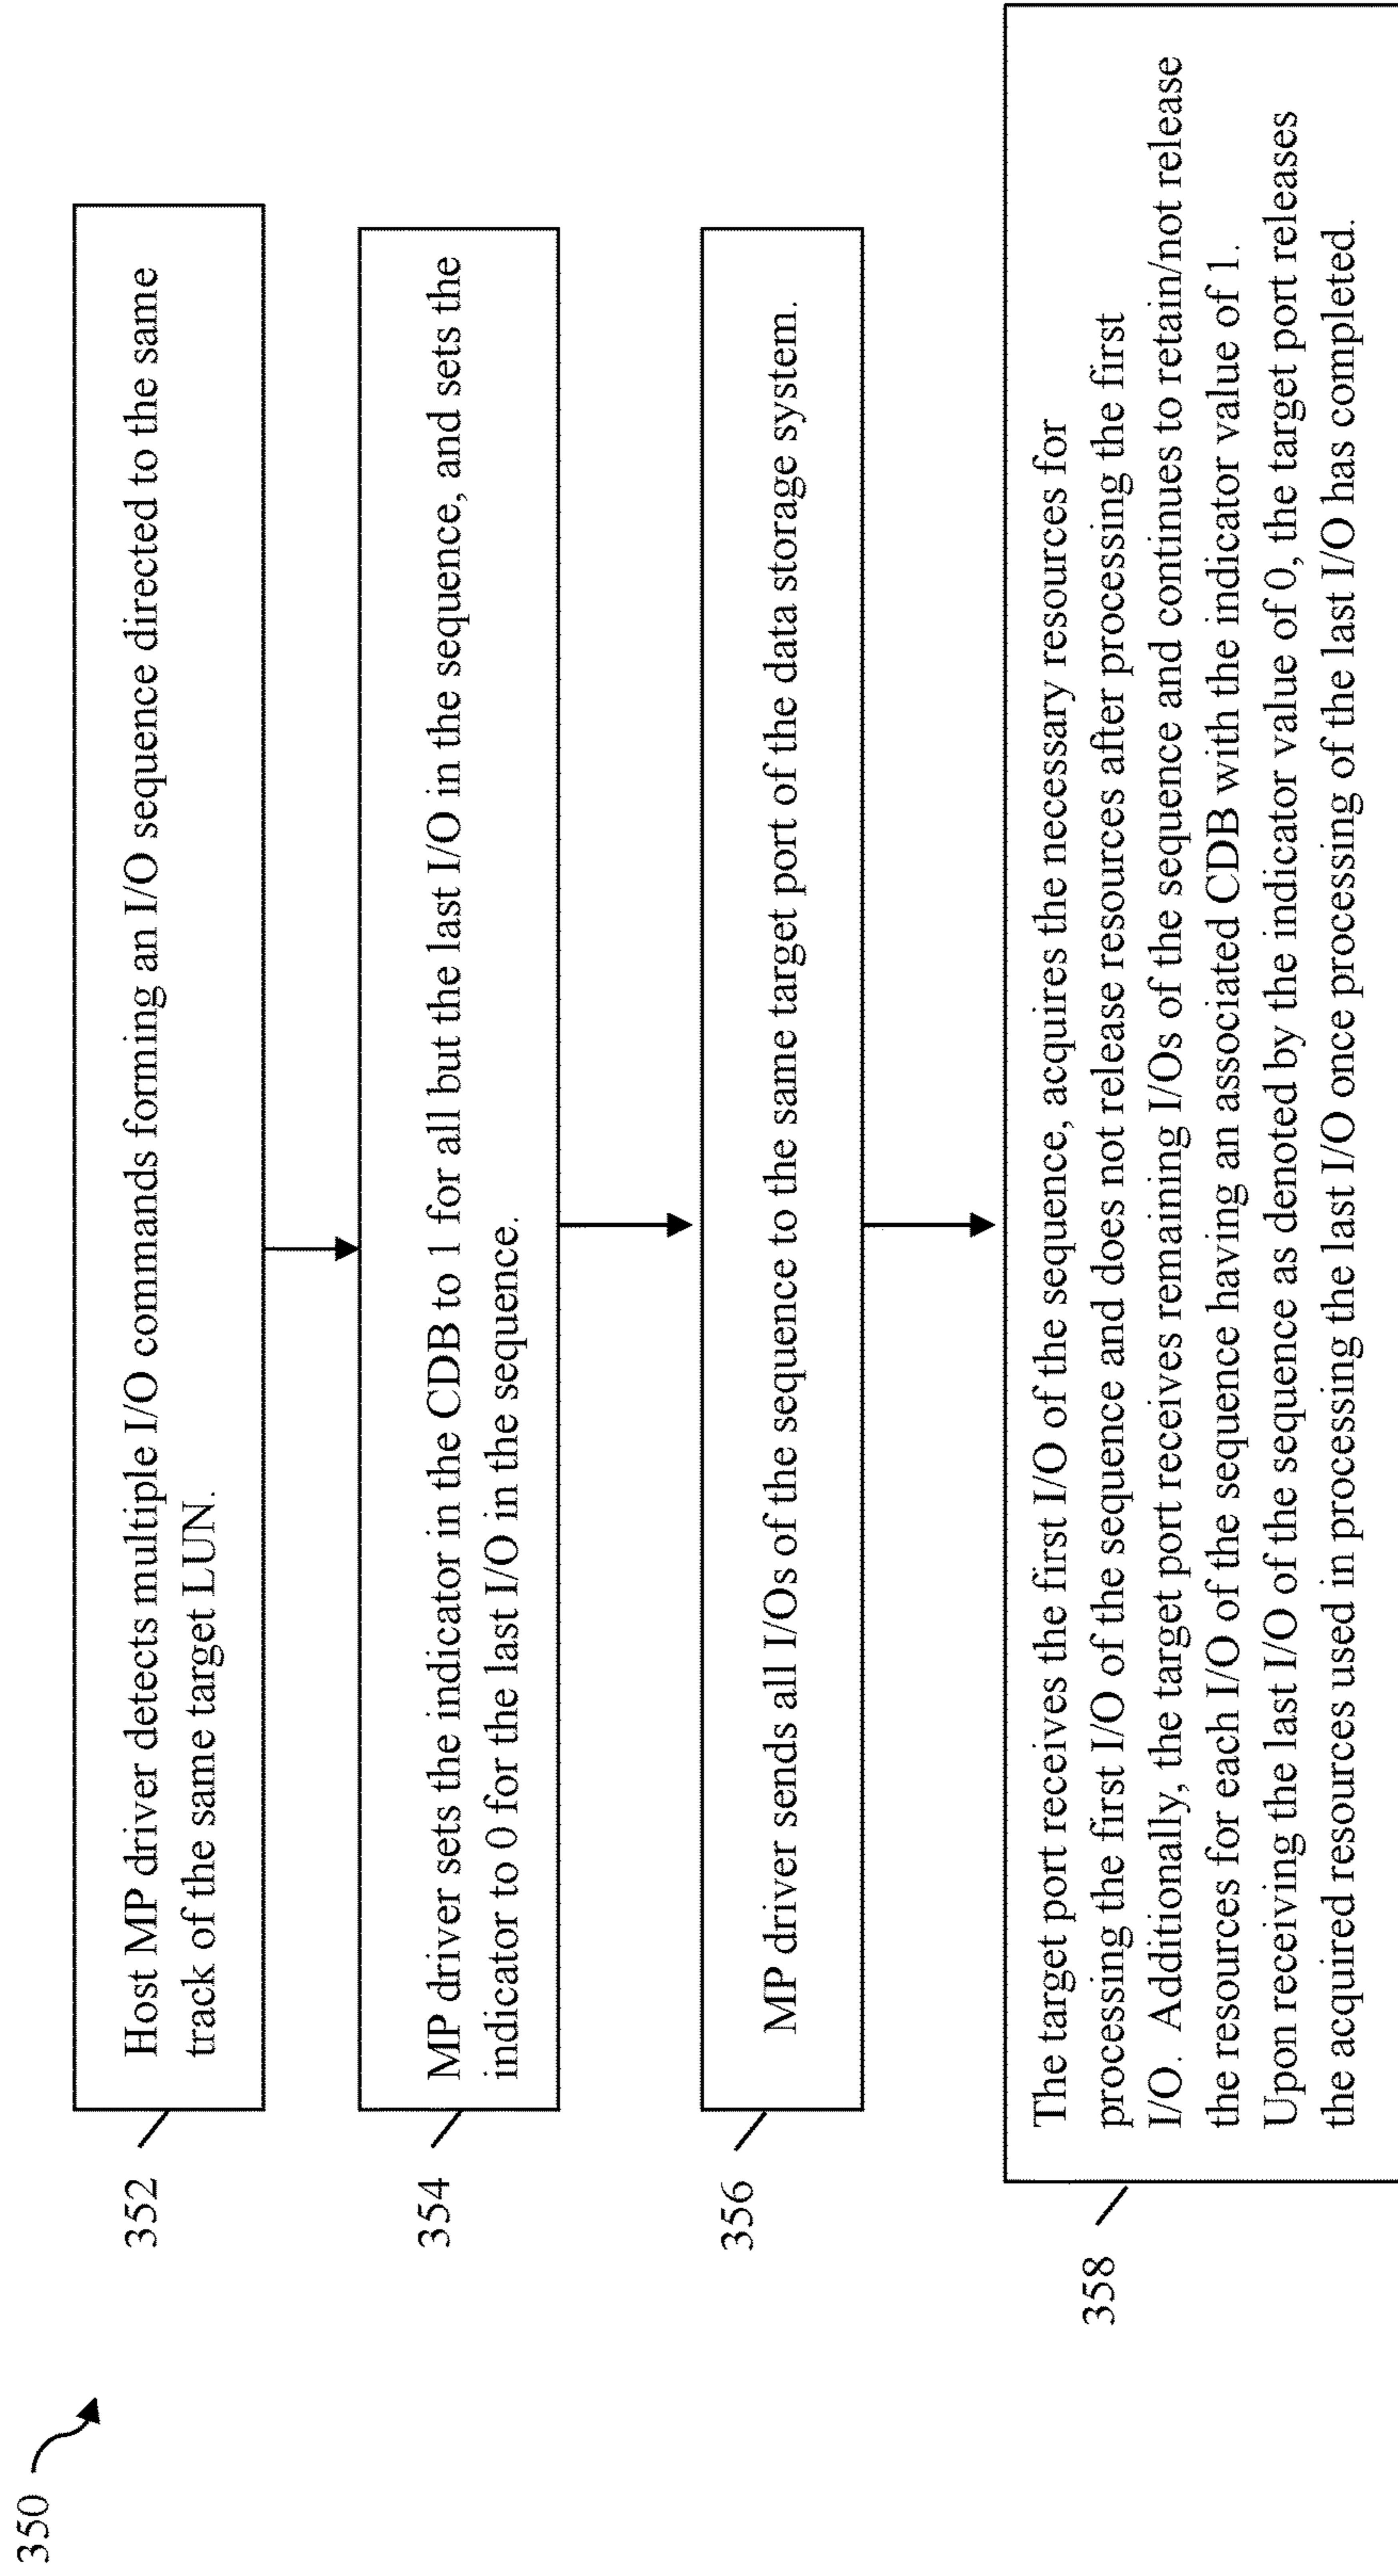 350
352
Host MP driver detects multiple I/O commands forming an I/O sequence directed to the same
track of the same target LUN.
354
MP driver sets the indicator in the CDB to 1 for all but the last I/O in the sequence, and sets the
indicator to 0 for the last I/O in the sequence.
356
MP driver sends all I/Os of the sequence to the same target port of the data storage system.
358
The target port receives the first I/O of the sequence, acquires the necessary resources for
processing the first I/O of the sequence and does not release resources after processing the first
I/O. Additionally, the target port receives remaining I/Os of the sequence and continues to retain/not release
the resources for each I/O of the sequence having an associated CDB with the indicator value of 1.
Upon receiving the last I/O of the sequence as denoted by the indicator value of 0, the target port releases
the acquired resources used in processing the last I/O once processing of the last I/O has completed.